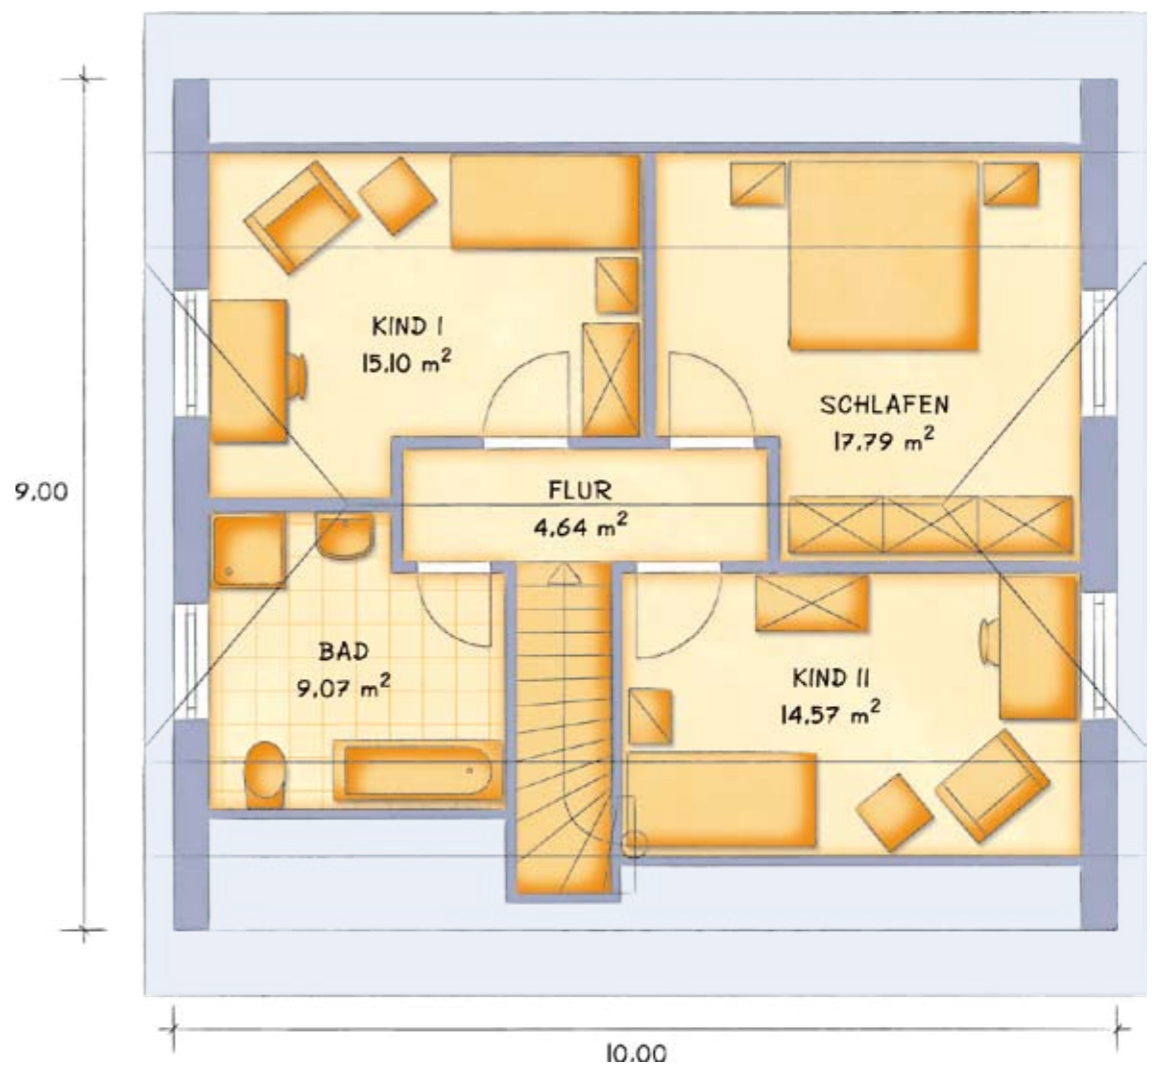 KIND I
15.10 m²
SCHLAFEN
17.79 m²
9.00
FLUR
4.64 m²
BAD
9.07 m²
KIND II
14.57 m²
10.00